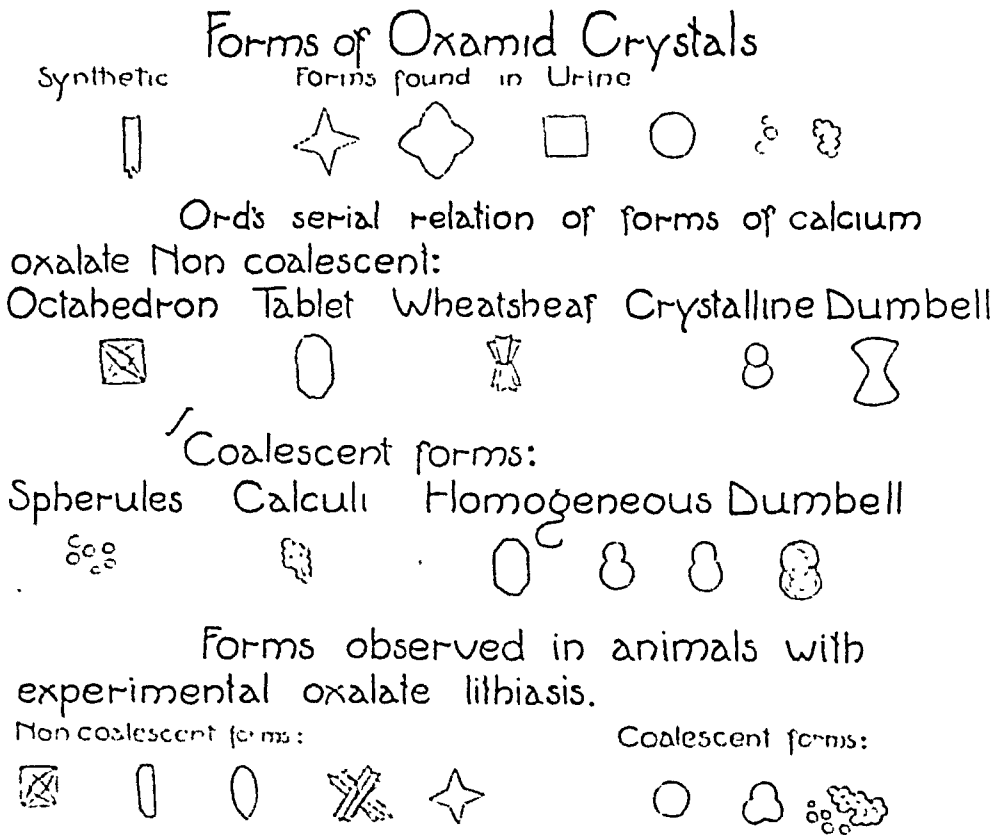 Forms of Oxamid Crystals
Synthetic Forms found in Urine
Ord's serial relation of forms of calcium
oxalate Non coalescent:
Octahedron Tablet Wheatsheaf Crystalline Dumbell
Coalescent forms:
Spherules Calculi Homogeneous Dumbell
Forms observed in animals with
experimental oxalate lithiasis.
Non coalescent forms: Coalescent forms: